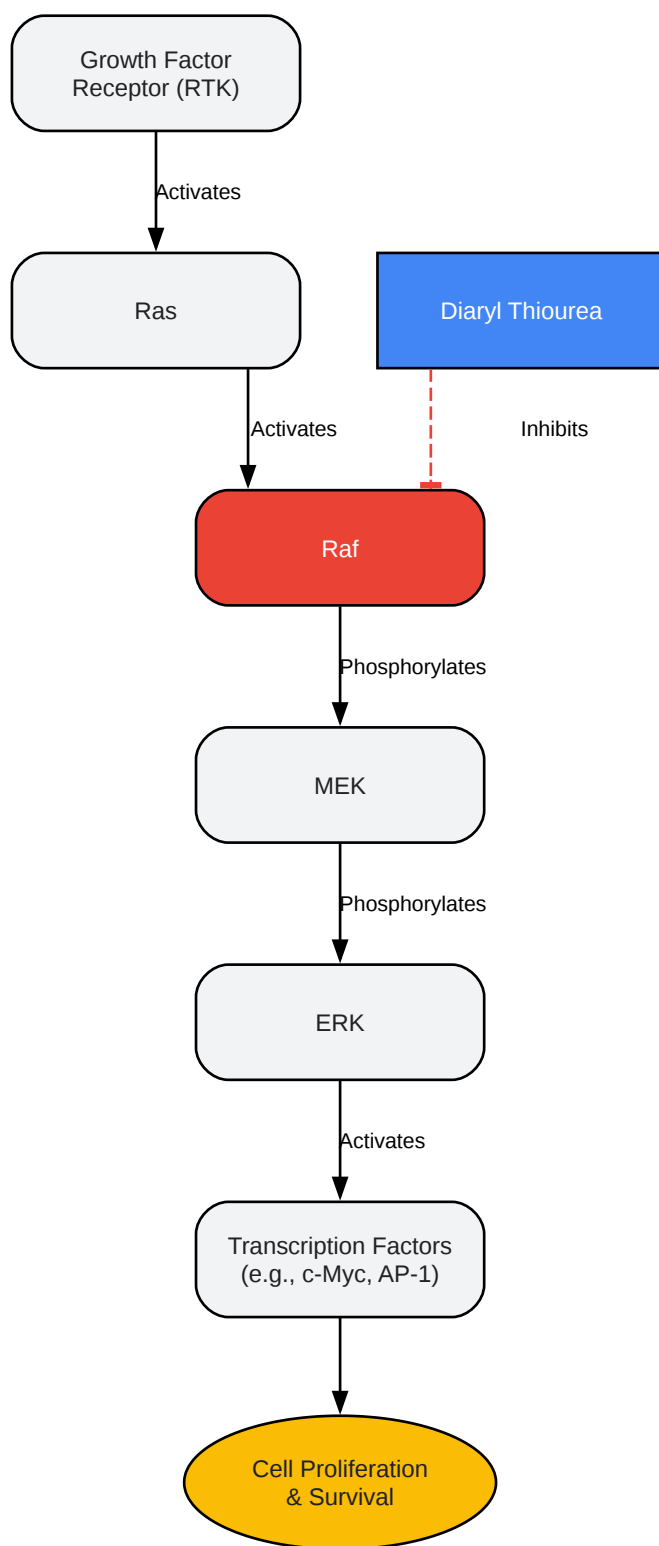 Growth Factor
Receptor (RTK)
Activates
Ras
Diaryl Thiourea
Activates
Inhibits
Raf
Phosphorylates
MEK
Phosphorylates
ERK
Activates
Transcription Factors
(e.g., c-Myc, AP-1)
Cell Proliferation
& Survival